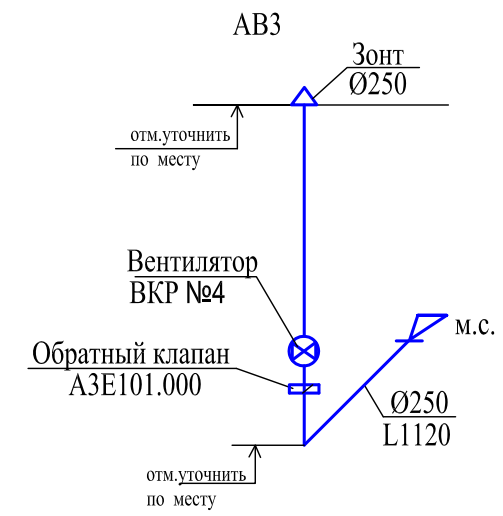 АВ3
Зонт
Ø250
отм.уточнить
по месту
Вентилятор
ВКР №4
м.с.
Обратный клапан
АЗЕ101.000
Ø250
L1120
отм.уточнить
по месту